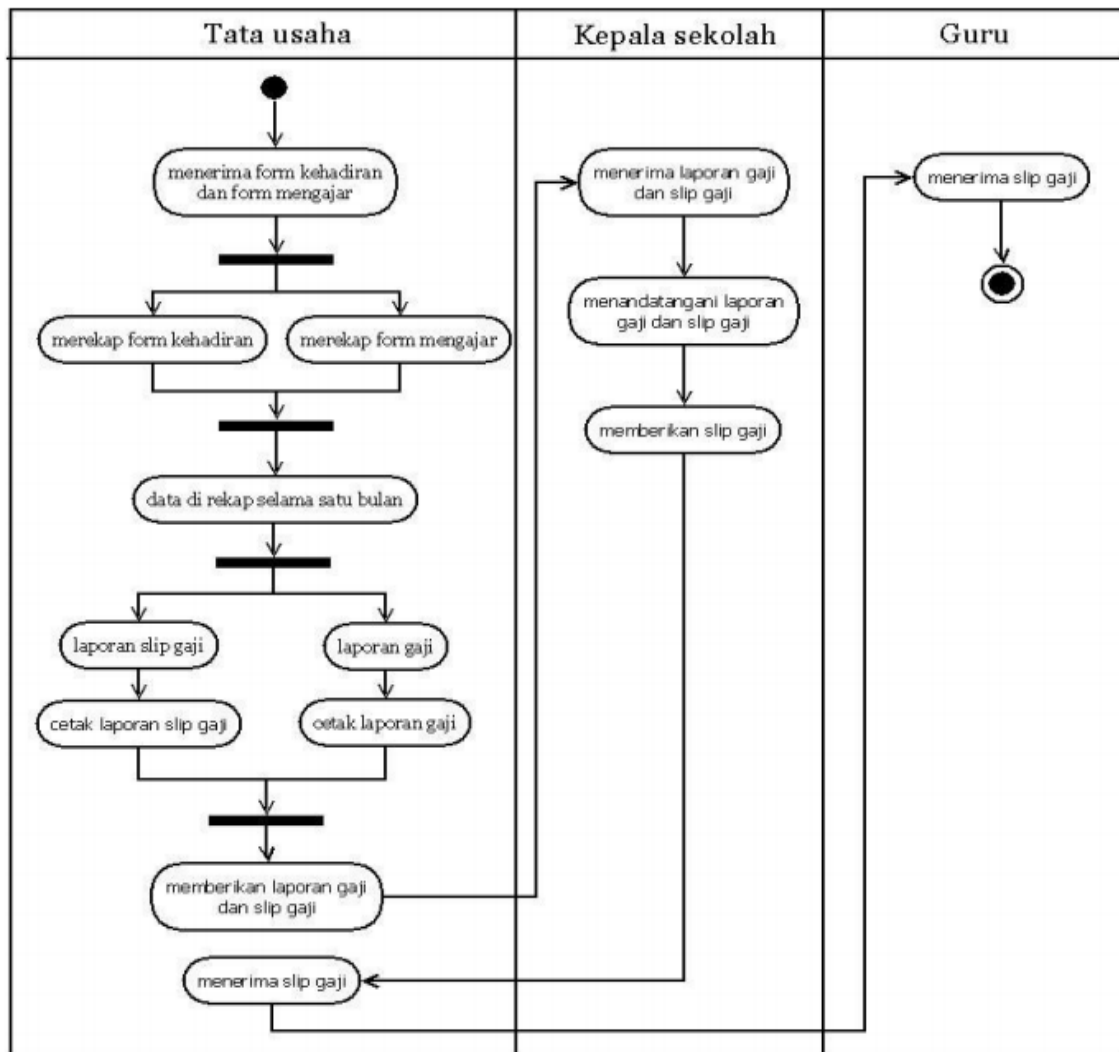 Tata usaha
Kepala sekolah
Guru
menerima form kehadiran
dan form mengajar
merekap form kehadiran
merekap form mengajar
data di rekap selama satu bulan
laporan slip gaji
laporan gaji
cetak laporan slip gaji
cetak laporan gaji
memberikan laporan gaji
dan slip gaji
menerima slip gaji
menerima laporan gaji
dan slip gaji
menandatangani laporan
gaji dan slip gaji
memberikan slip gaji
menerima slip gaji